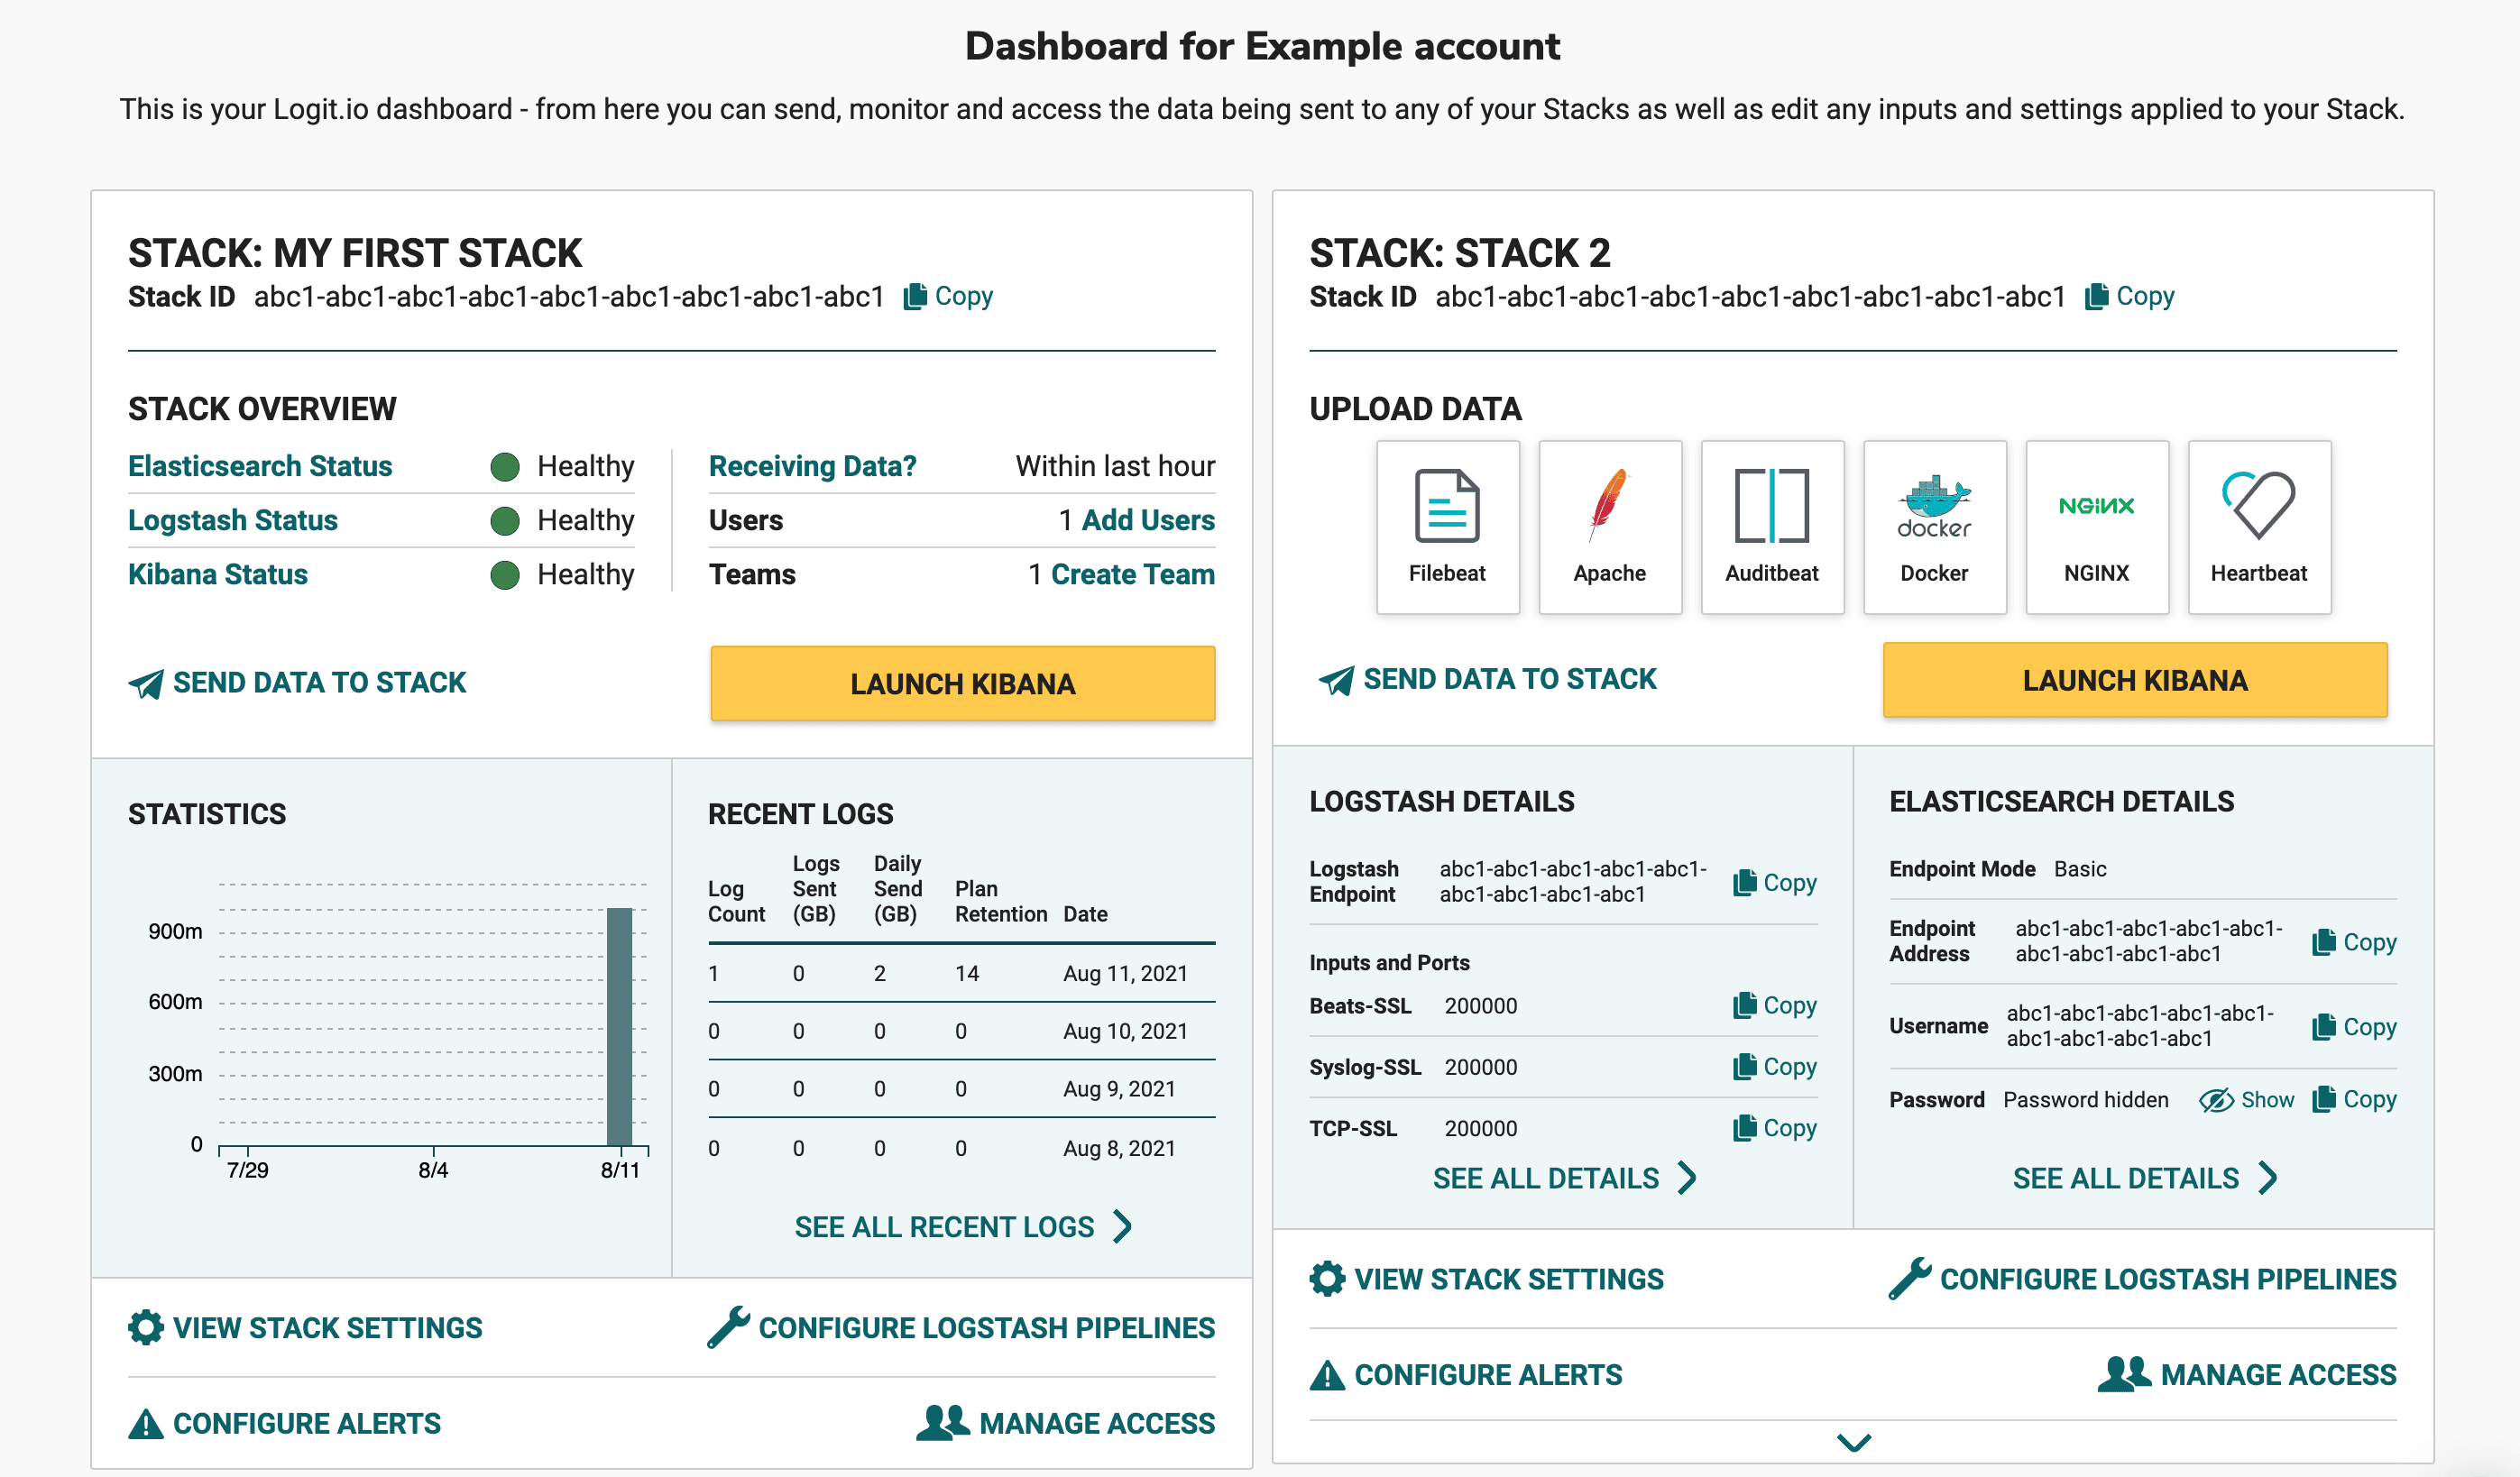 Dashboard for Example account
This is your Logit.io dashboard - from here you can send, monitor and access the data being sent to any of your Stacks as well as edit any inputs and settings applied to your Stack.
STACK: MY FIRST STACK
Stack ID abc1-abc1-abc1-abc1-abc1-abc1-abc1-abc1-abc1 Copy
STACK OVERVIEW
Elasticsearch Status Healthy
Logstash Status Healthy
Kibana Status Healthy
Receiving Data? Within last hour
Users 1 Add Users
Teams 1 Create Team
SEND DATA TO STACK
LAUNCH KIBANA
STATISTICS
900m
600m
300m
0
7/29 8/4 8/11
RECENT LOGS
Log Count Logs Sent (GB) Daily Send (GB) Plan Retention Date
1 0 2 14 Aug 11, 2021
0 0 0 0 Aug 10, 2021
0 0 0 0 Aug 9, 2021
0 0 0 0 Aug 8, 2021
SEE ALL RECENT LOGS
VIEW STACK SETTINGS
CONFIGURE LOGSTASH PIPELINES
CONFIGURE ALERTS
MANAGE ACCESS
STACK: STACK 2
Stack ID abc1-abc1-abc1-abc1-abc1-abc1-abc1-abc1-abc1 Copy
UPLOAD DATA
docker NGINX
Filebeat Apache Auditbeat Docker NGINX Heartbeat
SEND DATA TO STACK
LAUNCH KIBANA
LOGSTASH DETAILS
Logstash Endpoint abc1-abc1-abc1-abc1-abc1-
abc1-abc1-abc1-abc1 Copy
Inputs and Ports
Beats-SSL 200000 Copy
Syslog-SSL 200000 Copy
TCP-SSL 200000 Copy
SEE ALL DETAILS
ELASTICSEARCH DETAILS
Endpoint Mode Basic
Endpoint Address abc1-abc1-abc1-abc1-abc1-
abc1-abc1-abc1-abc1 Copy
Username abc1-abc1-abc1-abc1-abc1-
abc1-abc1-abc1-abc1 Copy
Password Password hidden Show Copy
SEE ALL DETAILS
VIEW STACK SETTINGS
CONFIGURE LOGSTASH PIPELINES
CONFIGURE ALERTS
MANAGE ACCESS